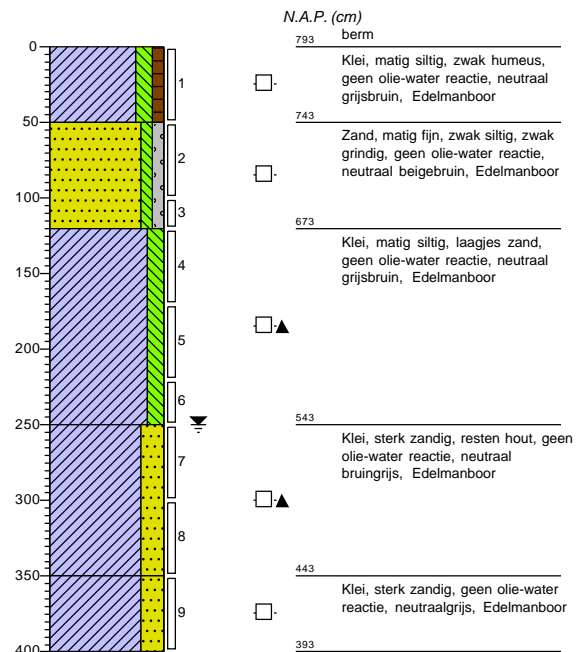 N.A.P. (cm)
0
793
berm
Klei, matig siltig, zwak humeus,
geen olie-water reactie, neutraal
grijsbruin, Edelmanboor
1
50
743
Zand, matig fijn, zwak siltig, zwak
grindig, geen olie-water reactie,
neutraal beigebruin, Edelmanboor
2
100
3
673
Klei, matig siltig, laagjes zand,
geen olie-water reactie, neutraal
grijsbruin, Edelmanboor
4
150
5
200
6
250
543
Klei, sterk zandig, resten hout, geen
olie-water reactie, neutraal
bruingrijs, Edelmanboor
7
300
8
350
443
Klei, sterk zandig, geen olie-water
reactie, neutraalgrijs, Edelmanboor
9
400
393